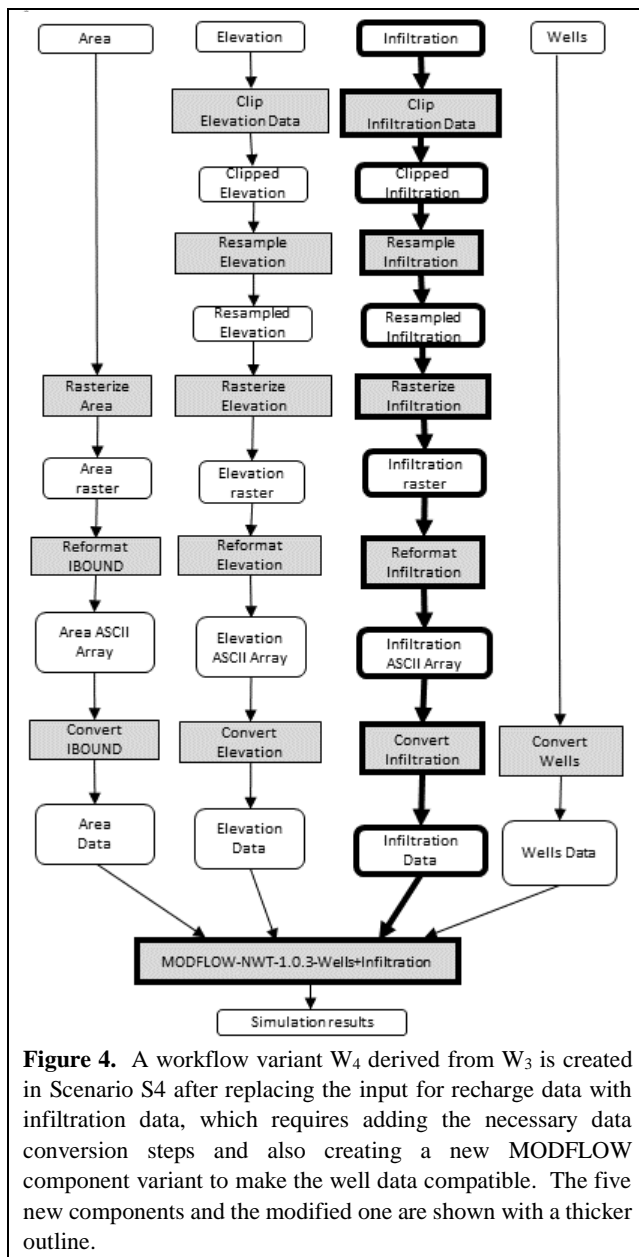 Area
Elevation
Infiltration
Wells
Clip
Elevation Data
Clip
Infiltration Data
Clipped
Elevation
Clipped
Infiltration
Resample
Elevation
Resample
Infiltration
Resampled
Elevation
Resampled
Infiltration
Rasterize
Area
Rasterize
Elevation
Rasterize
Infiltration
Area
raster
Elevation
raster
Infiltration
raster
Reformat
IBOUND
Reformat
Elevation
Reformat
Infiltration
Area ASCII
Array
Elevation
ASCII Array
Infiltration
ASCII Array
Convert
IBOUND
Convert
Elevation
Convert
Infiltration
Convert
Wells
Area
Data
Elevation
Data
Infiltration
Data
Wells Data
MODFLOW-NWT-1.0.3-Wells+Infiltration
Simulation results
Figure 4. A workflow variant W4 derived from W3 is created
in Scenario S4 after replacing the input for recharge data with
infiltration data, which requires adding the necessary data
conversion steps and also creating a new MODFLOW
component variant to make the well data compatible. The five
new components and the modified one are shown with a thicker
outline.